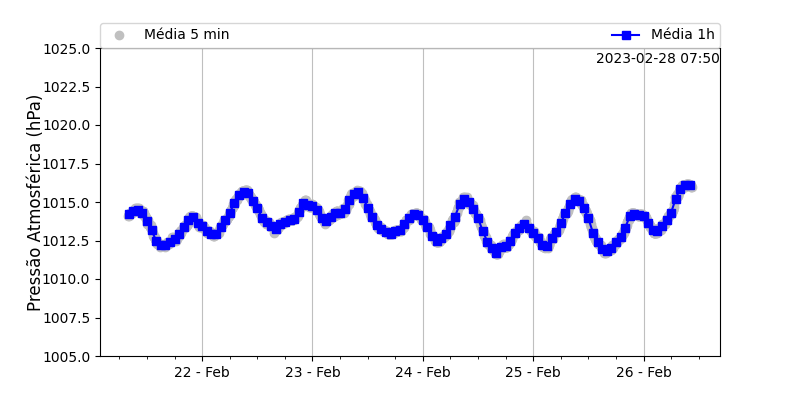 Média 5 min
Média 1h
2023-02-28 07:50
Pressão Atmosférica (hPa)
1025.0
1022.5
1020.0
1017.5
1015.0
1012.5
1010.0
1007.5
1005.0
22 - Feb
23 - Feb
24 - Feb
25 - Feb
26 - Feb